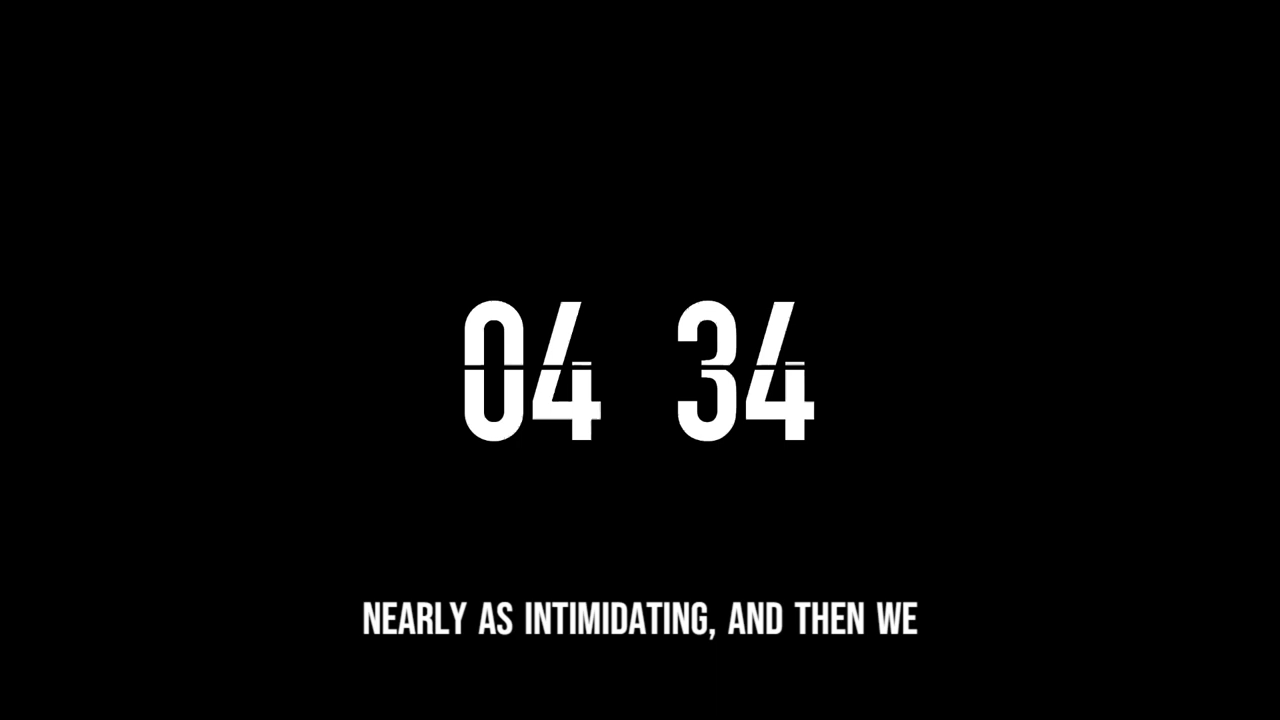 04 34
NEARLY AS INTIMIDATING, AND THEN WE